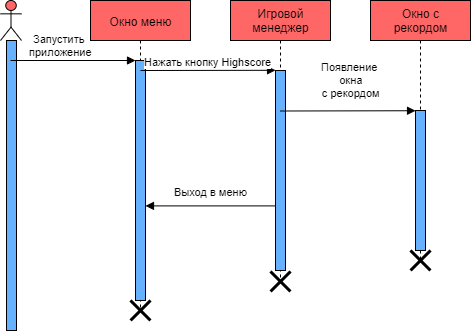 Окно меню
Игровой
менеджер
Окно с
рекордом
Запустить
приложение
Нажать кнопку Highscore
Появление
окна
с рекордом
Выход в меню